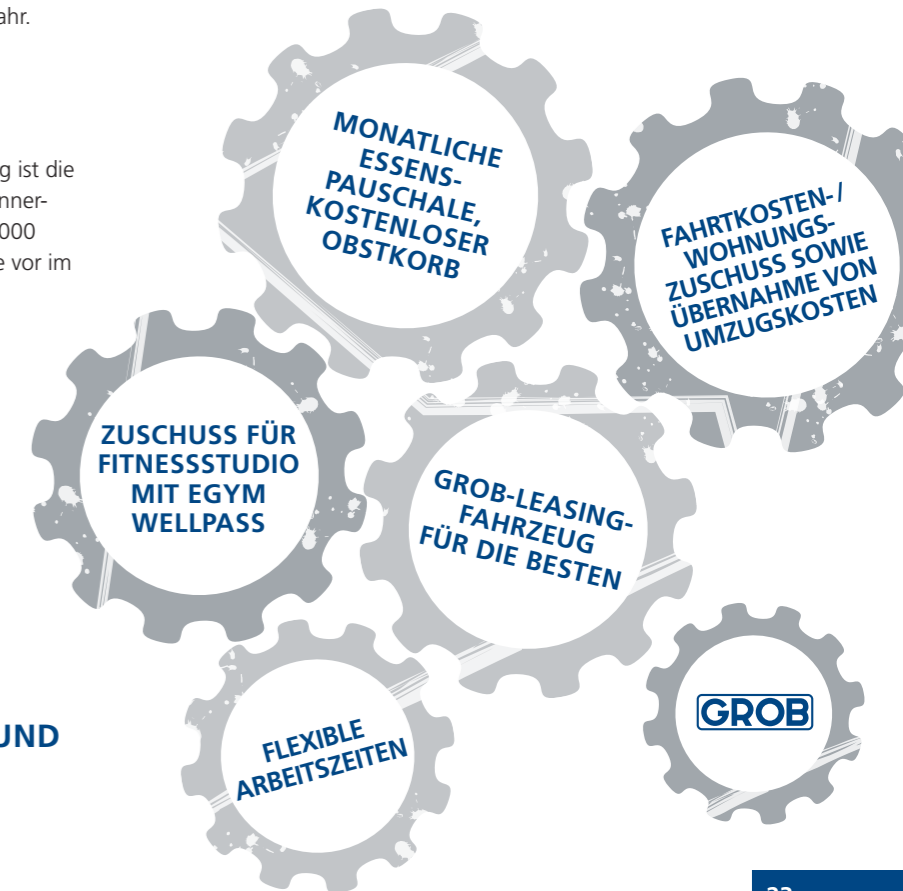 ahr.
g ist die
nner-
000
e vor im
MONATLICHE
ESSENS-
PAUSCHALE,
KOSTENLOSER
OBSTKORB
FAHRTKOSTEN-/
WOHNUNGS-
ZUSCHUSS SOWIE
ÜBERNAHME VON
UMZUGSKOSTEN
ZUSCHUSS FÜR
FITNESSSTUDIO
MIT EGYM
WELLPASS
GROB-LEASING-
FAHRZEUG
FÜR DIE BESTEN
UND
FLEXIBLE
ARBEITSZEITEN
GROB